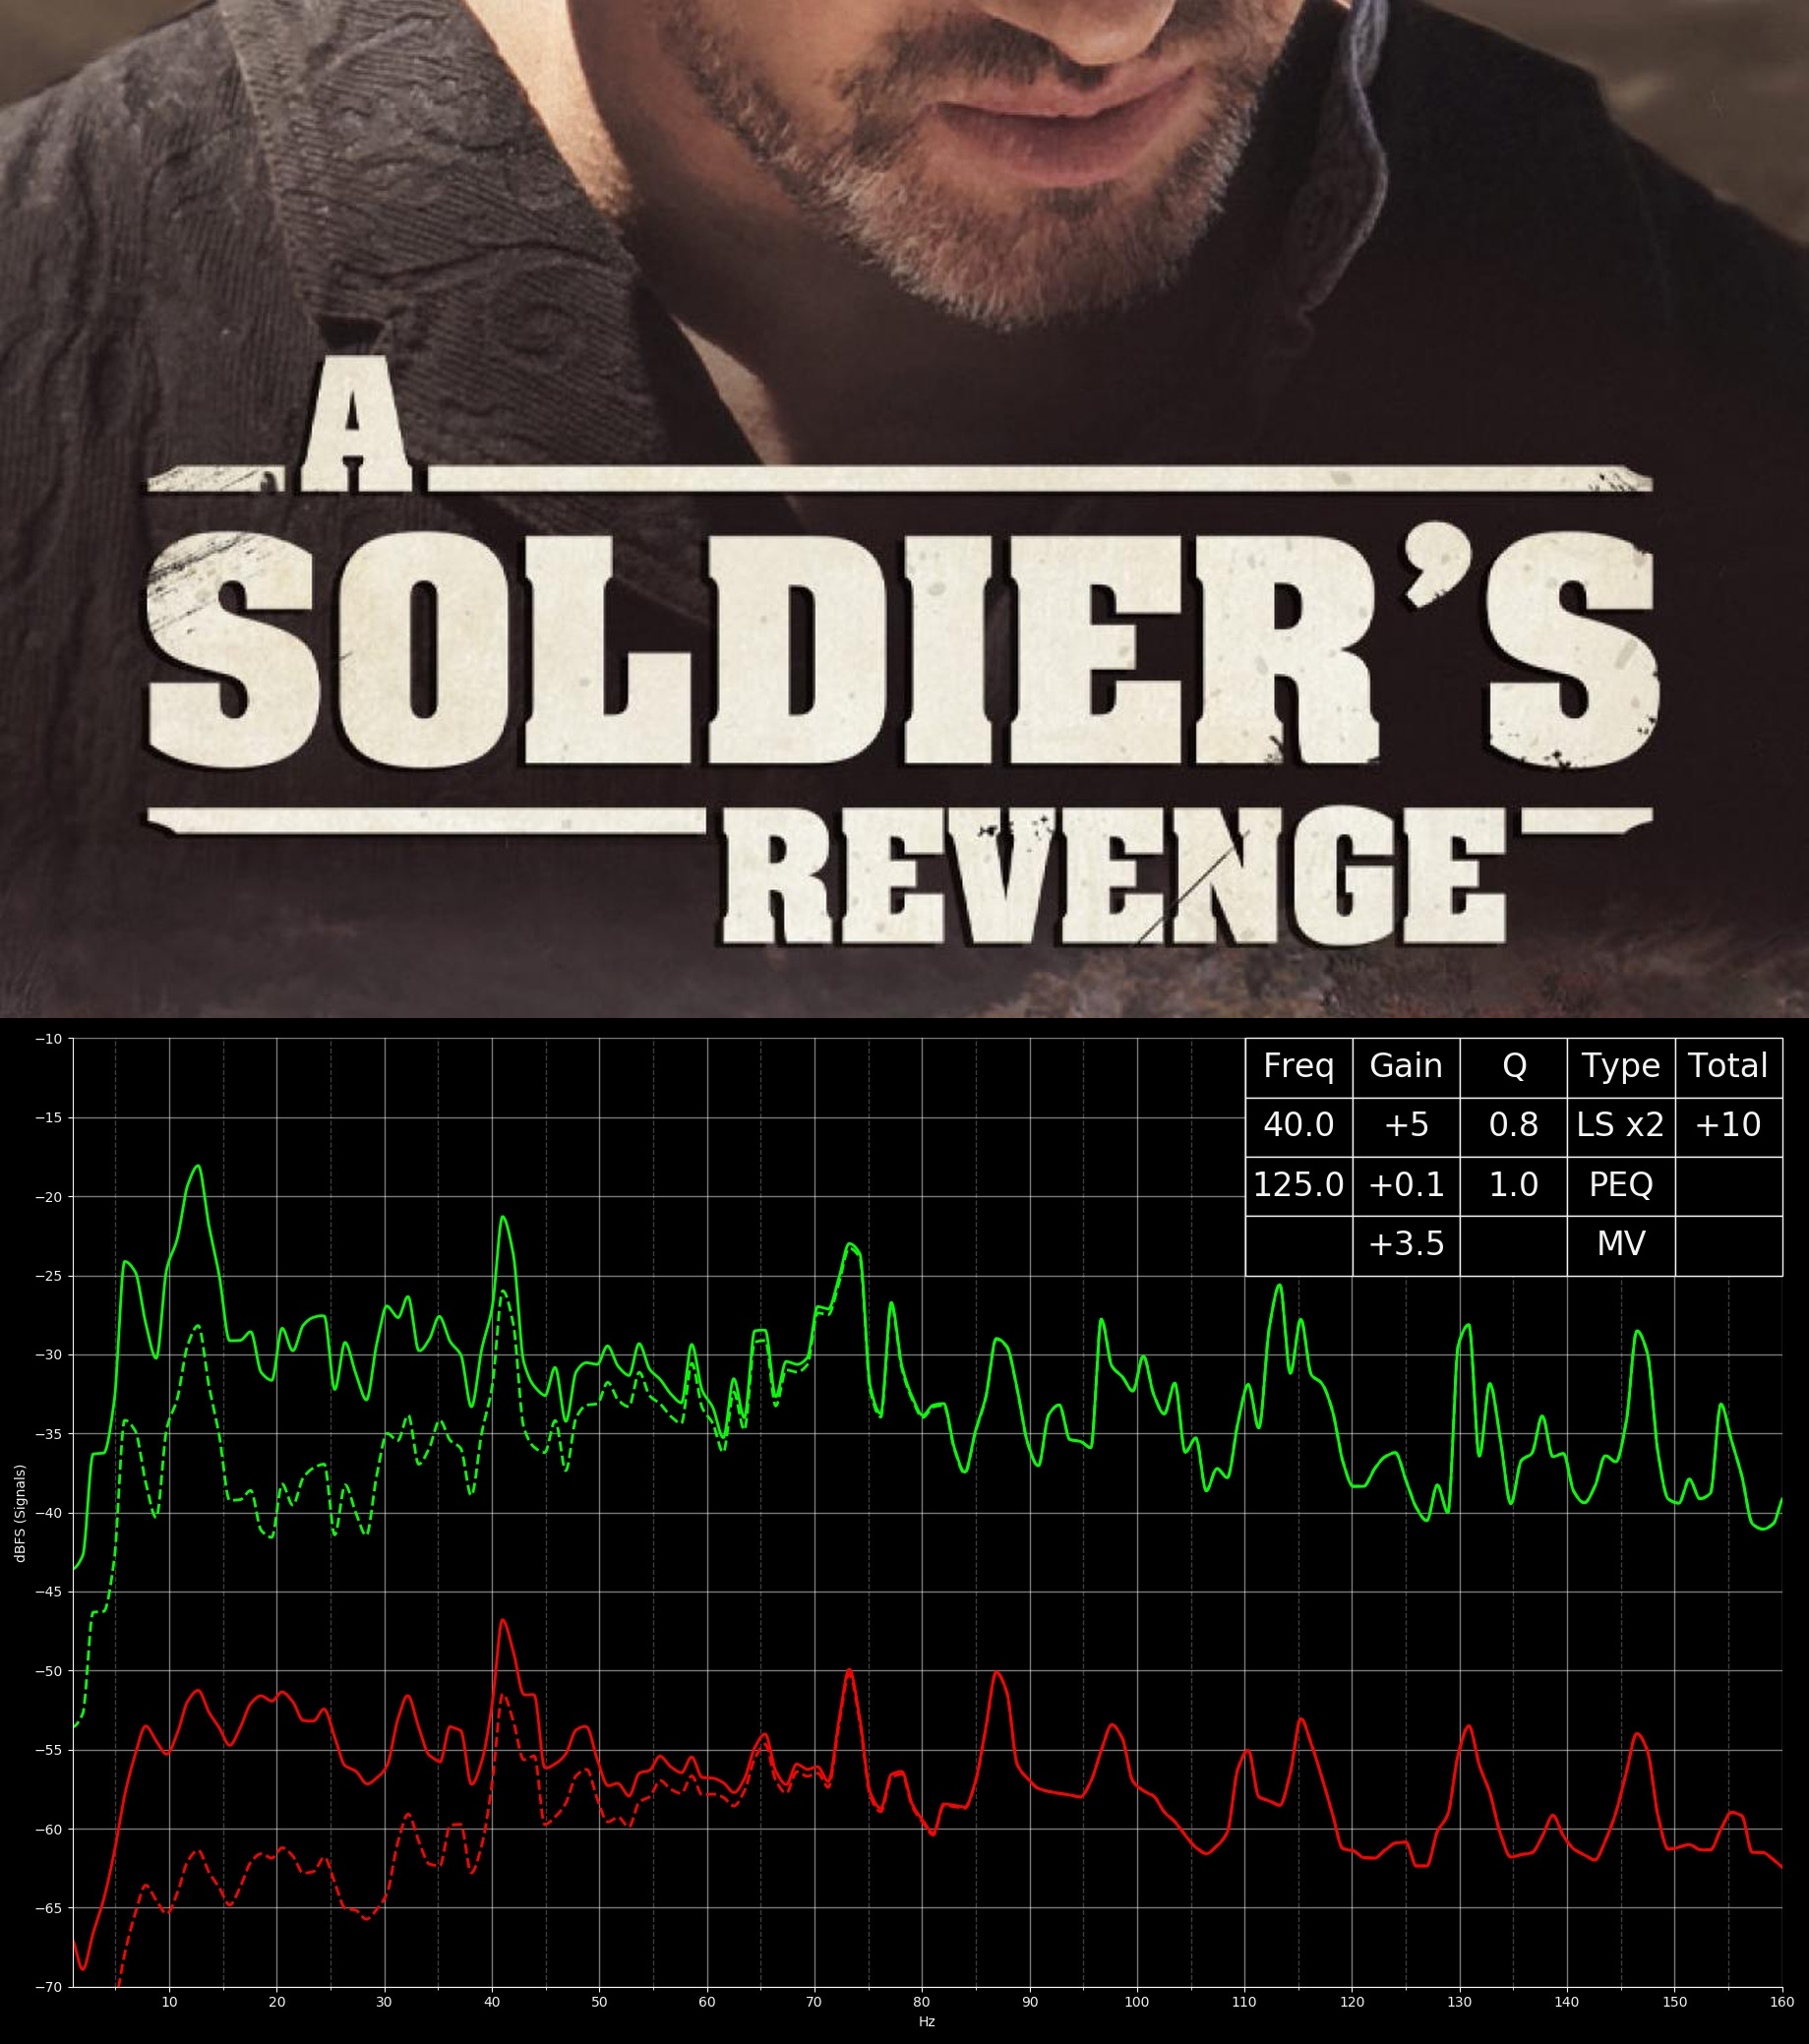 A
SOLDIER’S
REVENGE
Freq Gain Q Type Total
40.0 +5 0.8 LS x2 +10
125.0 +0.1 1.0 PEQ
+3.5 MV
−10
−15
−20
−25
−30
−35
−40
−45
−50
−55
−60
−65
−70
dBFS (Signals)
10 20 30 40 50 60 70 80 90 100 110 120 130 140 150 160
Hz